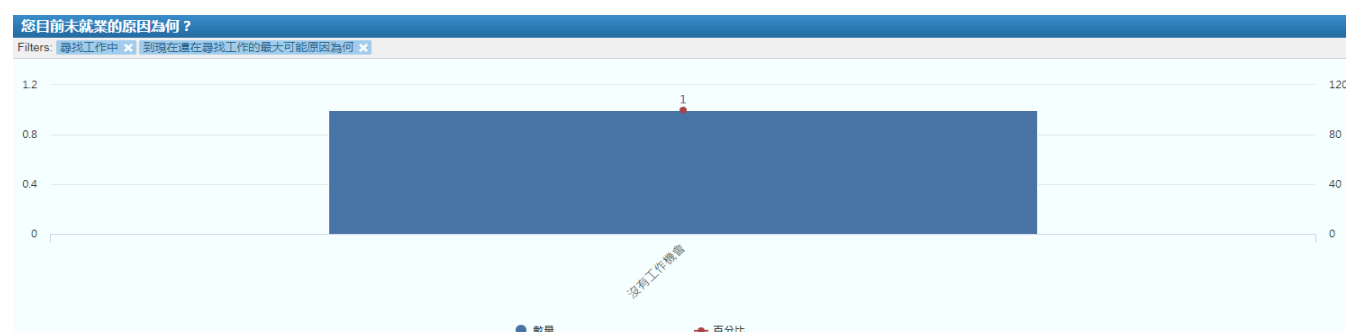 您目前未就業的原因為何？
Filters: 尋找工作中 × 到現在還在尋找工作的最大可能原因為何 ×
1.2 120
1
0.8 80
0.4 40
0 0
沒有工作機會
數量 百分比